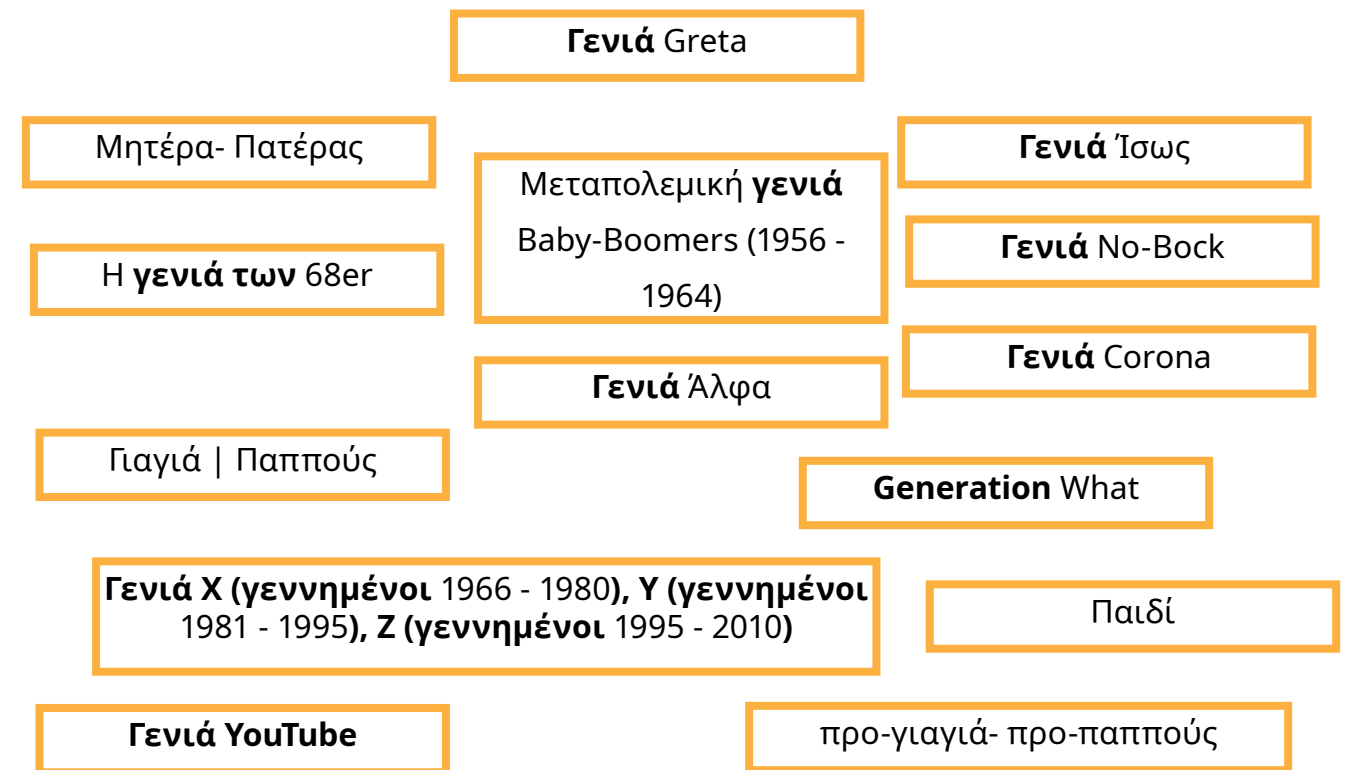 Γενιά Greta
Μητέρα- Πατέρας
Γενιά Ίσως
Μεταπολεμική γενιά
Baby-Boomers (1956 -
1964)
Γενιά No-Bock
Η γενιά των 68er
Γενιά Corona
Γενιά Άλφα
Γιαγιά | Παππούς
Generation What
Γενιά X (γεννημένοι 1966 - 1980), Y (γεννημένοι
1981 - 1995), Z (γεννημένοι 1995 - 2010)
Παιδί
Γενιά YouTube
προ-γιαγιά- προ-παππούς